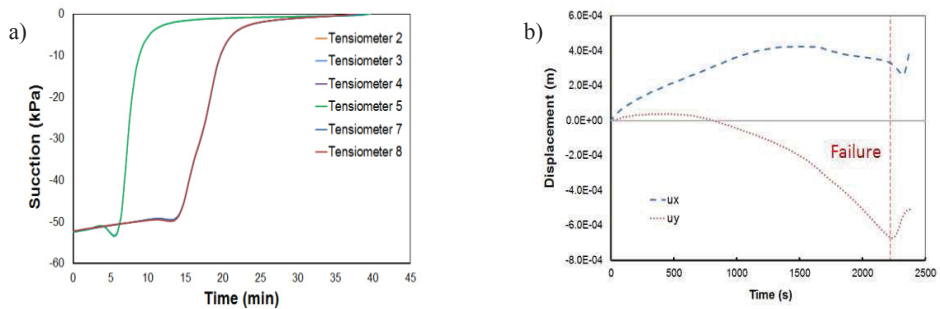 a)
Sucction (kPa)
0
-10
-20
-30
-40
-50
-60
Tensiometer 2
Tensiometer 3
Tensiometer 4
Tensiometer 5
Tensiometer 7
Tensiometer 8
0 5 10 15 20 25 30 35 40 45
Time (min)
b)
Displacement (m)
6.0E-04
4.0E-04
2.0E-04
0.0E+00
-2.0E-04
-4.0E-04
-6.0E-04
-8.0E-04
Failure
ux
uy
0 500 1000 1500 2000 2500
Time (s)